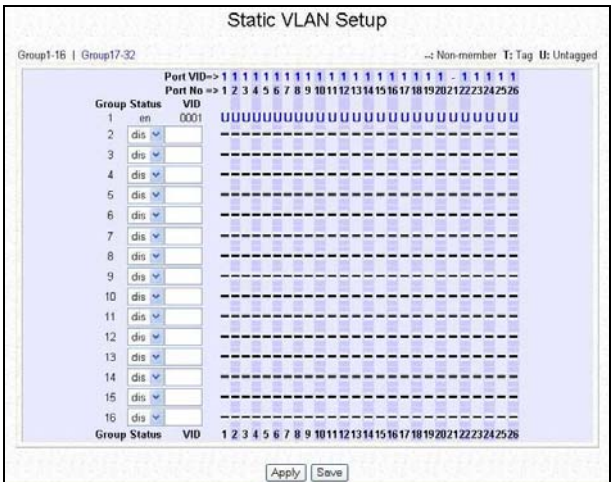 Static VLAN Setup
Group1-16 | Group17-32 --: Non-member T: Tag U: Untagged
Port VID=> 1 1 1 1 1 1 1 1 1 1 1 1 1 1 1 1 1 1 1 1 - 1 1 1 1 1
Port No => 1 2 3 4 5 6 7 8 9 10 11 12 13 14 15 16 17 18 19 20 21 22 23 24 25 26
Group Status VID
1 en 0001 U U U U U U U U U U U U U U U U U U U U U U U U U U
2 dis -- -- -- -- -- -- -- -- -- -- -- -- -- -- -- -- -- -- -- -- -- -- -- -- -- --
3 dis -- -- -- -- -- -- -- -- -- -- -- -- -- -- -- -- -- -- -- -- -- -- -- -- -- --
4 dis -- -- -- -- -- -- -- -- -- -- -- -- -- -- -- -- -- -- -- -- -- -- -- -- -- --
5 dis -- -- -- -- -- -- -- -- -- -- -- -- -- -- -- -- -- -- -- -- -- -- -- -- -- --
6 dis -- -- -- -- -- -- -- -- -- -- -- -- -- -- -- -- -- -- -- -- -- -- -- -- -- --
7 dis -- -- -- -- -- -- -- -- -- -- -- -- -- -- -- -- -- -- -- -- -- -- -- -- -- --
8 dis -- -- -- -- -- -- -- -- -- -- -- -- -- -- -- -- -- -- -- -- -- -- -- -- -- --
9 dis -- -- -- -- -- -- -- -- -- -- -- -- -- -- -- -- -- -- -- -- -- -- -- -- -- --
10 dis -- -- -- -- -- -- -- -- -- -- -- -- -- -- -- -- -- -- -- -- -- -- -- -- -- --
11 dis -- -- -- -- -- -- -- -- -- -- -- -- -- -- -- -- -- -- -- -- -- -- -- -- -- --
12 dis -- -- -- -- -- -- -- -- -- -- -- -- -- -- -- -- -- -- -- -- -- -- -- -- -- --
13 dis -- -- -- -- -- -- -- -- -- -- -- -- -- -- -- -- -- -- -- -- -- -- -- -- -- --
14 dis -- -- -- -- -- -- -- -- -- -- -- -- -- -- -- -- -- -- -- -- -- -- -- -- -- --
15 dis -- -- -- -- -- -- -- -- -- -- -- -- -- -- -- -- -- -- -- -- -- -- -- -- -- --
16 dis -- -- -- -- -- -- -- -- -- -- -- -- -- -- -- -- -- -- -- -- -- -- -- -- -- --
Group Status VID 1 2 3 4 5 6 7 8 9 10 11 12 13 14 15 16 17 18 19 20 21 22 23 24 25 26
Apply Save